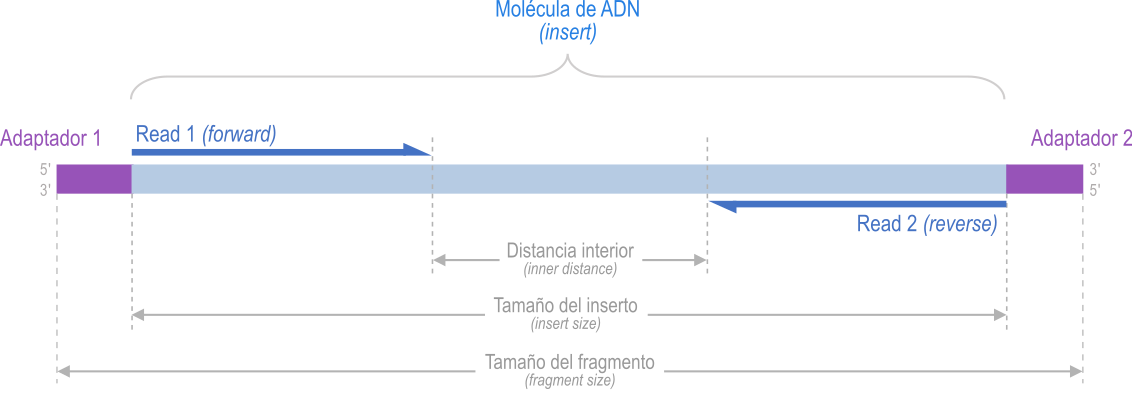 Molécula de ADN
(insert)
Adaptador 1
Read 1 (forward)
Adaptador 2
5'
3'
3'
5'
Read 2 (reverse)
Distancia interior
(inner distance)
Tamaño del inserto
(insert size)
Tamaño del fragmento
(fragment size)